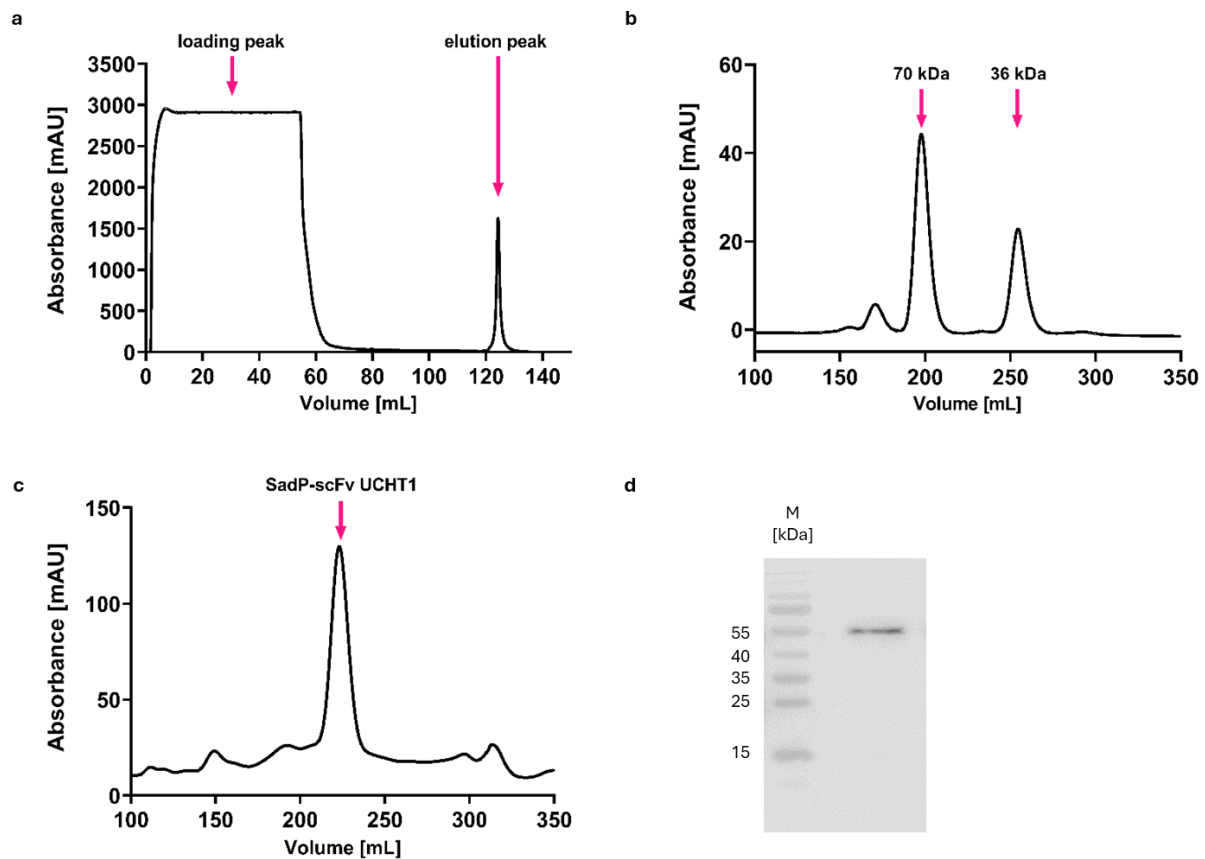 a
loading peak
elution peak
3500
3000
2500
2000
1500
1000
500
0
Absorbance [mAU]
0 20 40 60 80 100 120 140
Volume [mL]
b
70 kDa
36 kDa
60
40
20
0
Absorbance [mAU]
100 150 200 250 300 350
Volume [mL]
c
SadP-scFv UCHT1
150
100
50
0
Absorbance [mAU]
100 150 200 250 300 350
Volume [mL]
d
M
[kDa]
55
40
35
25
15